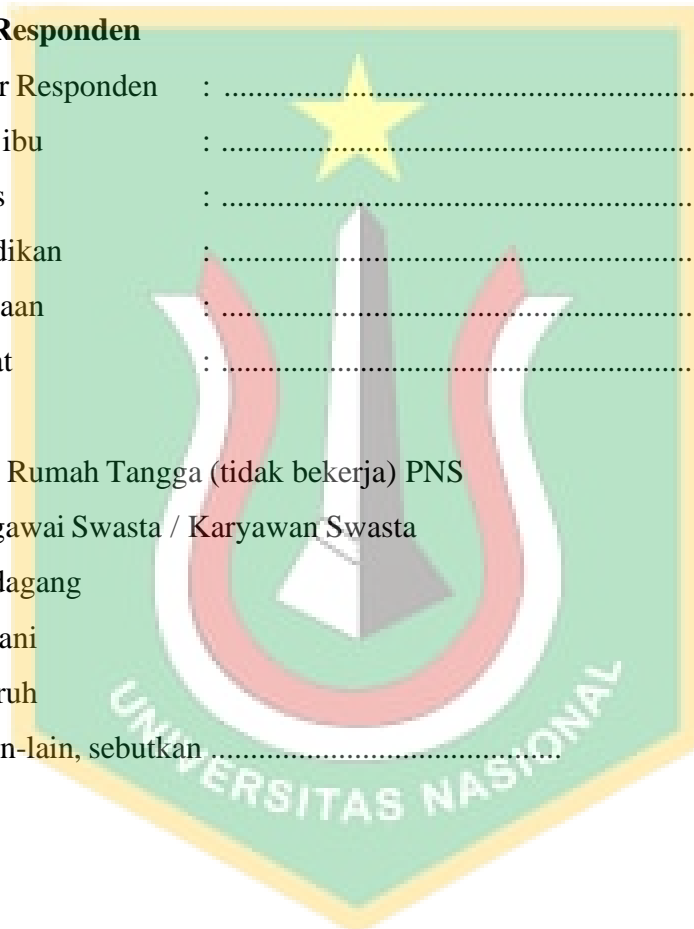 Responden
r Responden : ................................................................
ibu : ................................................................
s : ................................................................
dikan : ................................................................
aan : ................................................................
at : ................................................................
Rumah Tangga (tidak bekerja) PNS
gawai Swasta / Karyawan Swasta
dagang
ani
ruh
n-lain, sebutkan ...............................................
UNIVERSITAS NASIONAL